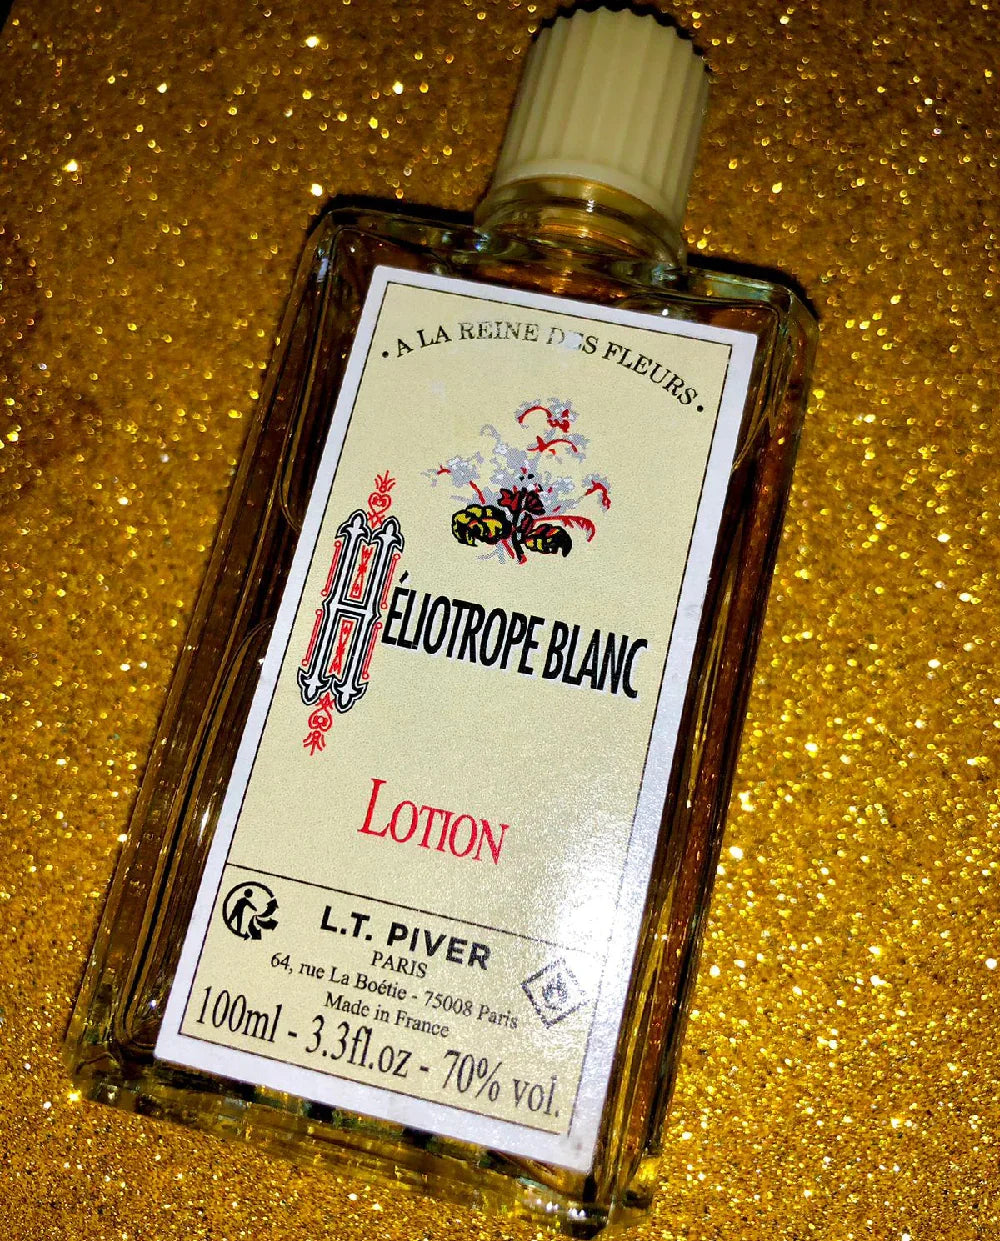 • A LA REINE DES FLEURS •
HÉLIOTROPE BLANC
LOTION
L.T. PIVER
PARIS
64, rue La Boétie - 75008 Paris
Made in France
100ml - 3.3fl.oz - 70% vol.